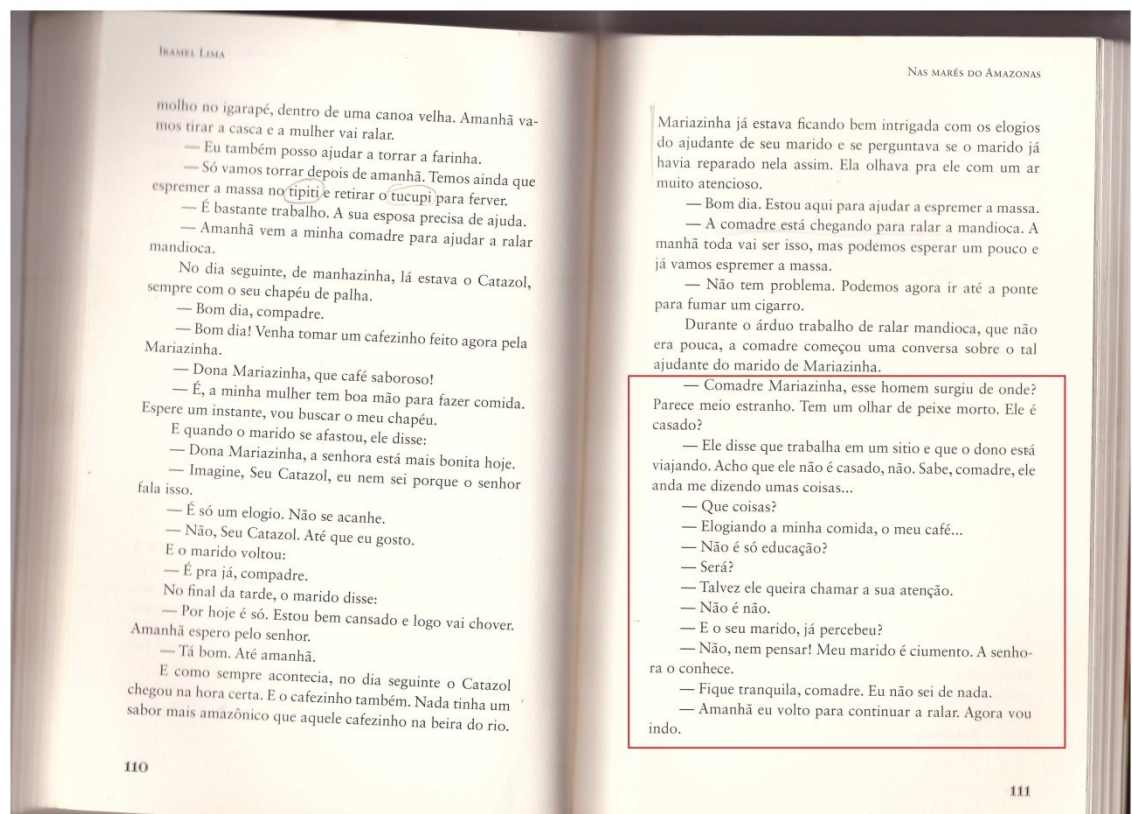 IRAMEL LIMA
molho no igarapé, dentro de uma canoa velha. Amanhã va-
mos tirar a casca e a mulher vai ralar.
— Eu também posso ajudar a torrar a farinha.
— Só vamos torrar depois de amanhã. Temos ainda que
espremer a massa no tipiti e retirar o tucupi para ferver.
— É bastante trabalho. A sua esposa precisa de ajuda.
— Amanhã vem a minha comadre para ajudar a ralar
mandioca.
No dia seguinte, de manhazinha, lá estava o Catazol,
sempre com o seu chapéu de palha.
— Bom dia, compadre.
— Bom dia! Venha tomar um cafezinho feito agora pela
Mariazinha.
— Dona Mariazinha, que café saboroso!
— É, a minha mulher tem boa mão para fazer comida.
Espere um instante, vou buscar o meu chapéu.
E quando o marido se afastou, ele disse:
— Dona Mariazinha, a senhora está mais bonita hoje.
— Imagine, Seu Catazol, eu nem sei porque o senhor
fala isso.
— É só um elogio. Não se acanhe.
— Não, Seu Catazol. Até que eu gosto.
E o marido voltou:
— É pra já, compadre.
No final da tarde, o marido disse:
— Por hoje é só. Estou bem cansado e logo vai chover.
Amanhã espero pelo senhor.
— Tá bom. Até amanhã.
E como sempre acontecia, no dia seguinte o Catazol
chegou na hora certa. E o cafezinho também. Nada tinha um
sabor mais amazônico que aquele cafezinho na beira do rio.
110
NAS MARÉS DO AMAZONAS
Mariazinha já estava ficando bem intrigada com os elogios
do ajudante de seu marido e se perguntava se o marido já
havia reparado nela assim. Ela olhava pra ele com um ar
muito atencioso.
— Bom dia. Estou aqui para ajudar a espremer a massa.
— A comadre está chegando para ralar a mandioca. A
manhã toda vai ser isso, mas podemos esperar um pouco e
já vamos espremer a massa.
— Não tem problema. Podemos agora ir até a ponte
para fumar um cigarro.
Durante o árduo trabalho de ralar mandioca, que não
era pouca, a comadre começou uma conversa sobre o tal
ajudante do marido de Mariazinha.
— Comadre Mariazinha, esse homem surgiu de onde?
Parece meio estranho. Tem um olhar de peixe morto. Ele é
casado?
— Ele disse que trabalha em um sitio e que o dono está
viajando. Acho que ele não é casado, não. Sabe, comadre, ele
anda me dizendo umas coisas...
— Que coisas?
— Elogiando a minha comida, o meu café...
— Não é só educação?
— Será?
— Talvez ele queira chamar a sua atenção.
— Não é não.
— E o seu marido, já percebeu?
— Não, nem pensar! Meu marido é ciumento. A senho-
ra o conhece.
— Fique tranquila, comadre. Eu não sei de nada.
— Amanhã eu volto para continuar a ralar. Agora vou
indo.
111